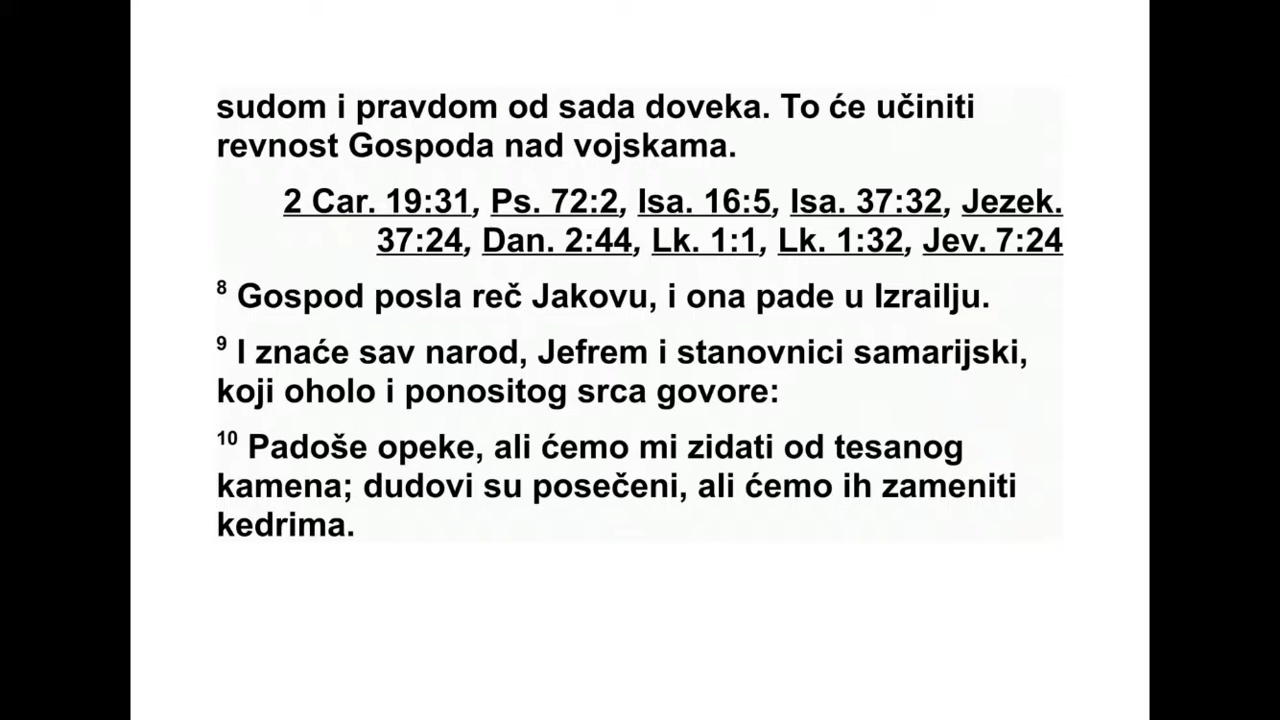 sudom i pravdom od sada doveka. To će učiniti
revnost Gospoda nad vojskama.
2 Car. 19:31, Ps. 72:2, Isa. 16:5, Isa. 37:32, Jezek.
37:24, Dan. 2:44, Lk. 1:1, Lk. 1:32, Jev. 7:24
8 Gospod posla reč Jakovu, i ona pade u Izrailju.
9 I znaće sav narod, Jefrem i stanovnici samarijski,
koji oholo i ponositog srca govore:
10 Padoše opeke, ali ćemo mi zidati od tesanog
kamena; dudovi su posečeni, ali ćemo ih zameniti
kedrima.